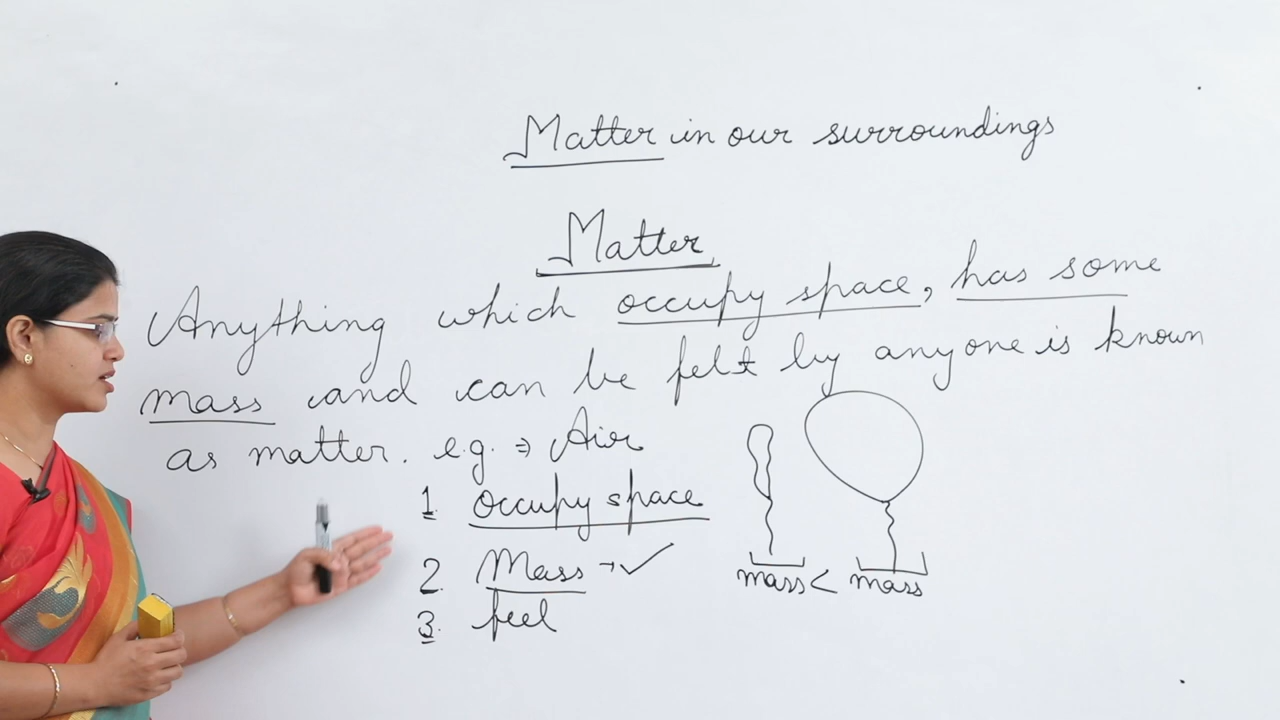 Matter in our surroundings
Matter
Anything which occupy space, has some
mass and can be felt by anyone is known
as matter. e.g. ⇒ Air
1. Occupy space
2. Mass → ✓
3. feel
mass < mass